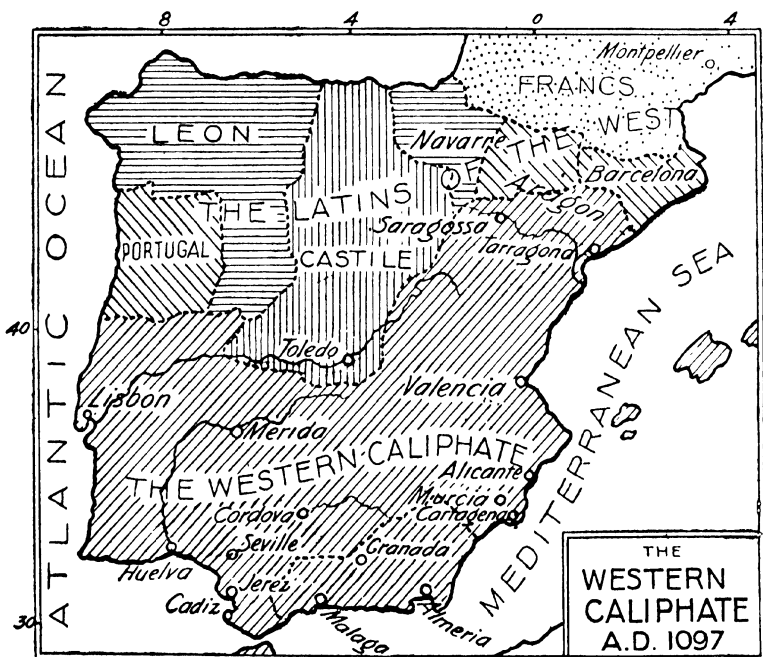 8 4 0 4
Montpellier
FRANCS
WEST
LEON
Navarre
THE
OF
Barcelona
Aragon
THE LATINS
Saragossa
PORTUGAL
CASTILE
Tarragona
40
Toledo
Lisbon
Valencia
Merida
THE WESTERN CALIPHATE
Alicante
Murcia
Cordova
Cartagena
Seville
Granada
Huelva
Jerez
Cadiz
Malaga
Almeria
30
ATLANTIC OCEAN
MEDITERRANEAN SEA
THE
WESTERN
CALIPHATE
A.D. 1097